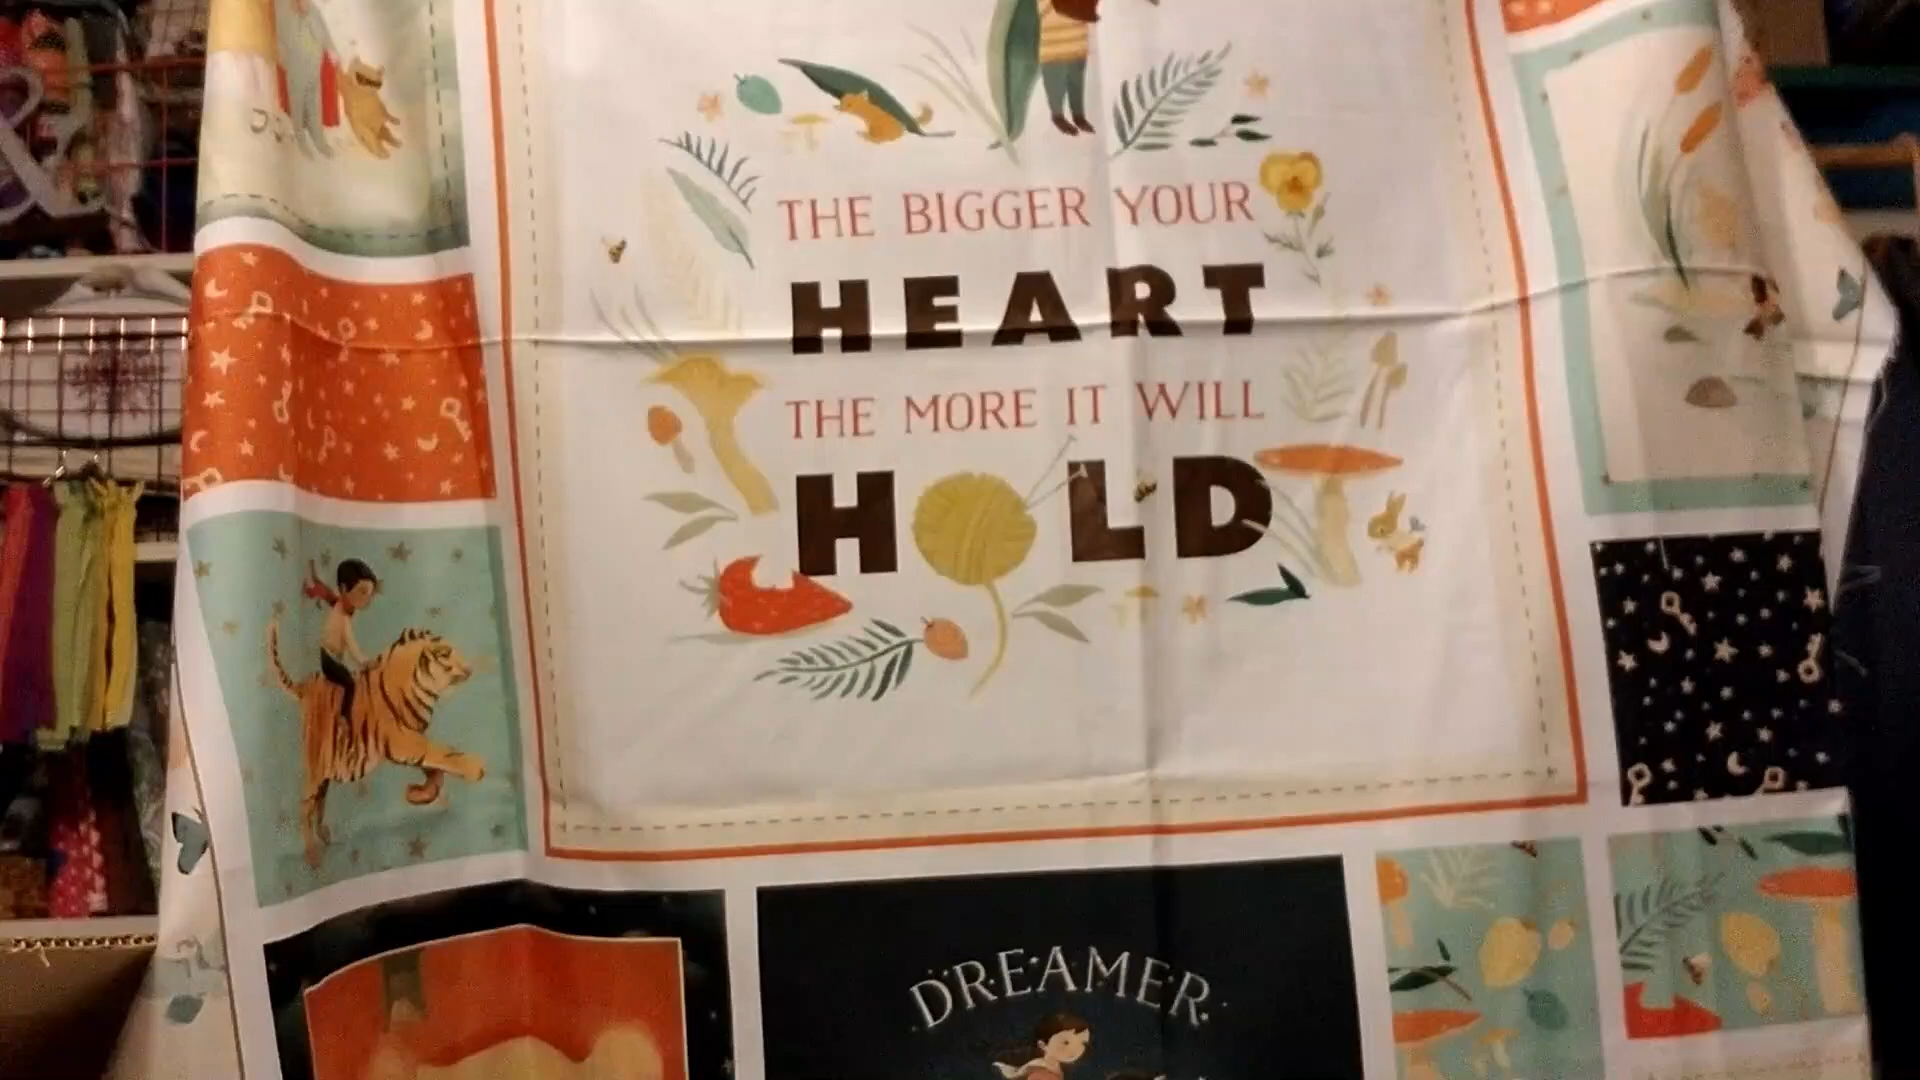 &
THE BIGGER YOUR
HEART
THE MORE IT WILL
HOLD
DREAMER